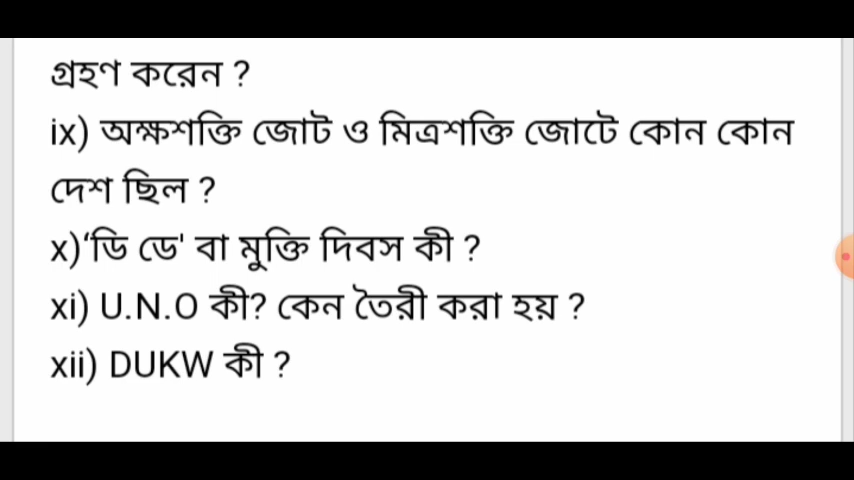 গ্রহণ করেন ?
ix) অক্ষশক্তি জোট ও মিত্রশক্তি জোটে কোন কোন
দেশ ছিল ?
x)‘ডি ডে' বা মুক্তি দিবস কী ?
xi) U.N.O কী? কেন তৈরী করা হয় ?
xii) DUKW কী ?